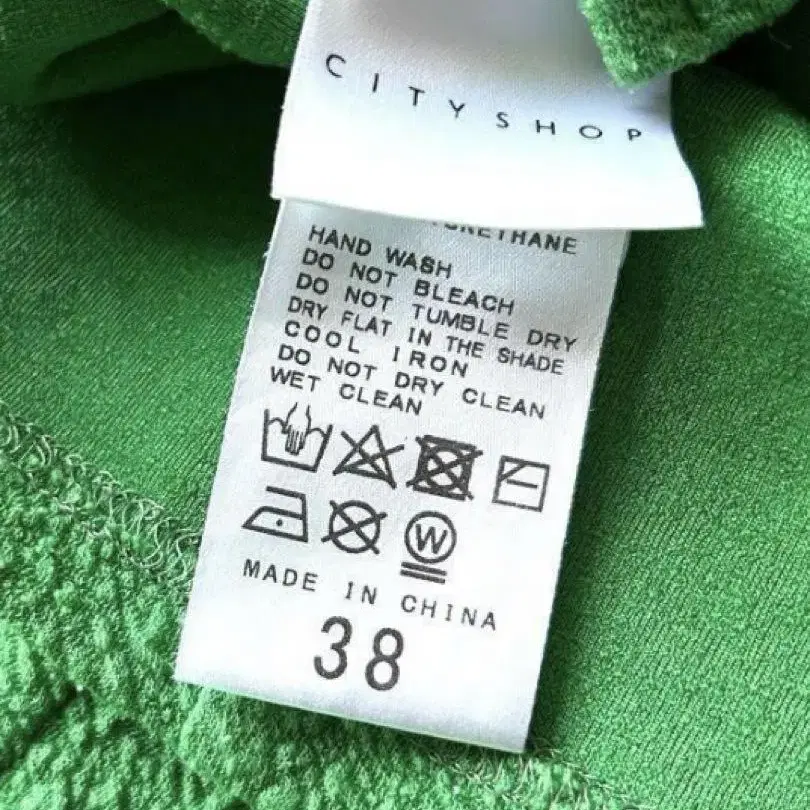 CITYSHOP
HAND WASH
DO NOT BLEACH
DO NOT TUMBLE DRY
DRY FLAT IN THE SHADE
COOL IRON
DO NOT DRY CLEAN
WET CLEAN
W
MADE IN CHINA
38